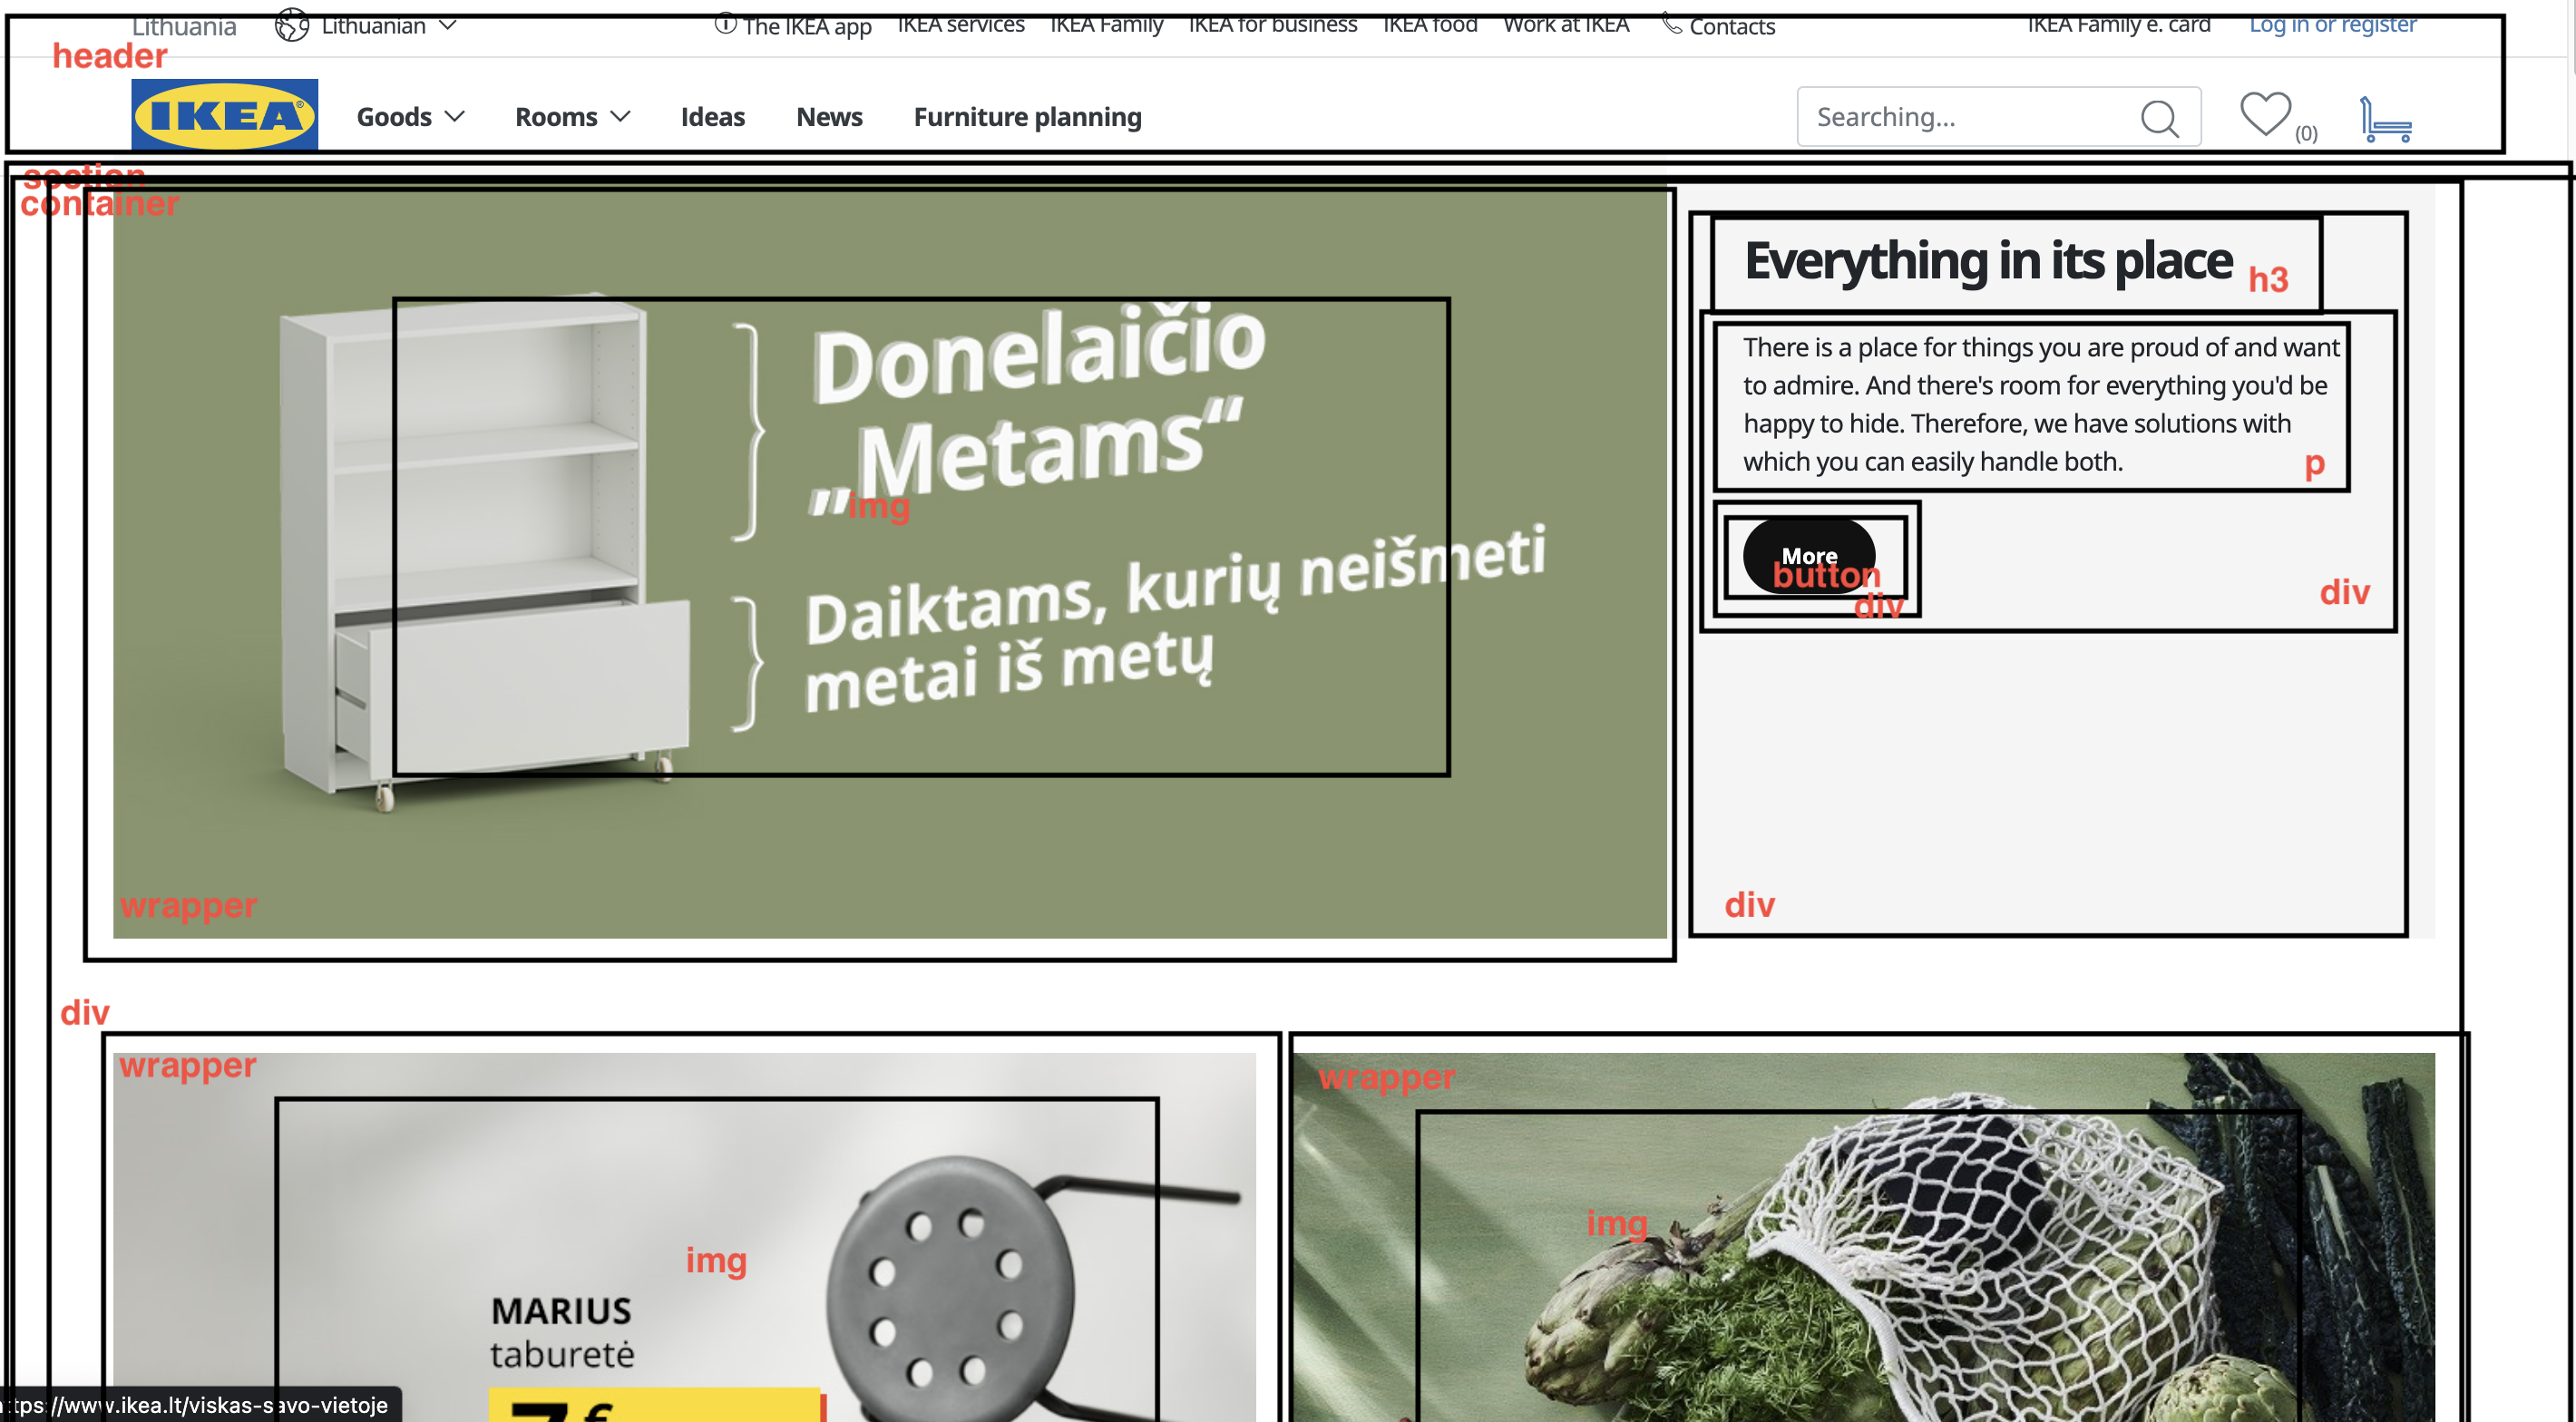 Lithuania Lithuanian The IKEA app IKEA services IKEA Family IKEA for business IKEA food Work at IKEA Contacts IKEA Family e. card Log in or register
header
IKEA Goods Rooms Ideas News Furniture planning Searching... (0)
section
container
Everything in its place h3
Donelaičio
„Metams“
img
Daiktams, kurių neišmeti
metai iš metų
wrapper
There is a place for things you are proud of and want
to admire. And there's room for everything you'd be
happy to hide. Therefore, we have solutions with
which you can easily handle both. p
More
button
div
div
div
div
wrapper
wrapper
img
img
MARIUS
taburetė
7 €
ttps://www.ikea.lt/viskas-savo-vietoje